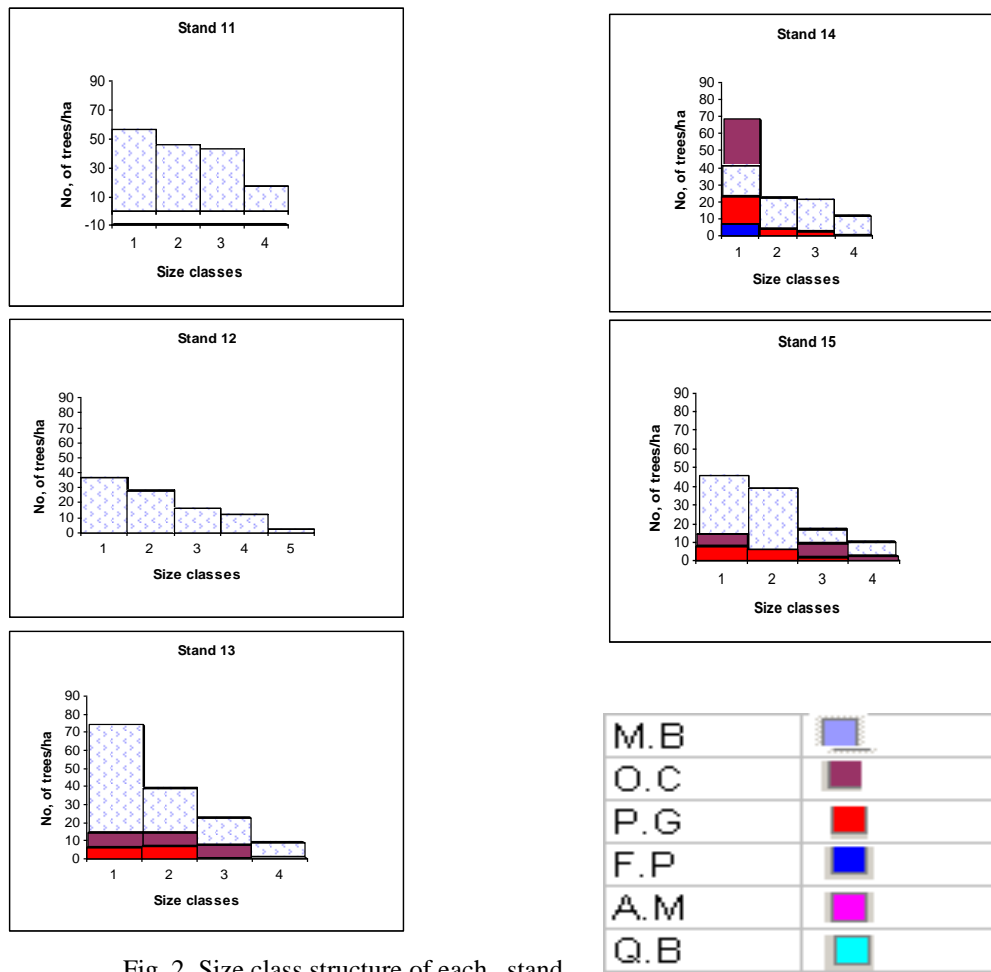 Stand 11
90
70
50
30
10
-10
No, of trees/ha
1 2 3 4
Size classes
Stand 12
90
80
70
60
50
40
30
20
10
0
No, of trees/ha
1 2 3 4 5
Size classes
Stand 13
90
80
70
60
50
40
30
20
10
0
No, of trees/ha
1 2 3 4
Size classes
Stand 14
90
80
70
60
50
40
30
20
10
0
No, of trees/ha
1 2 3 4
Size classes
Stand 15
90
80
70
60
50
40
30
20
10
0
No, of trees/ha
1 2 3 4
Size classes
M.B
O.C
P.G
F.P
A.M
Q.B
Fig. 2. Size class structure of each stand